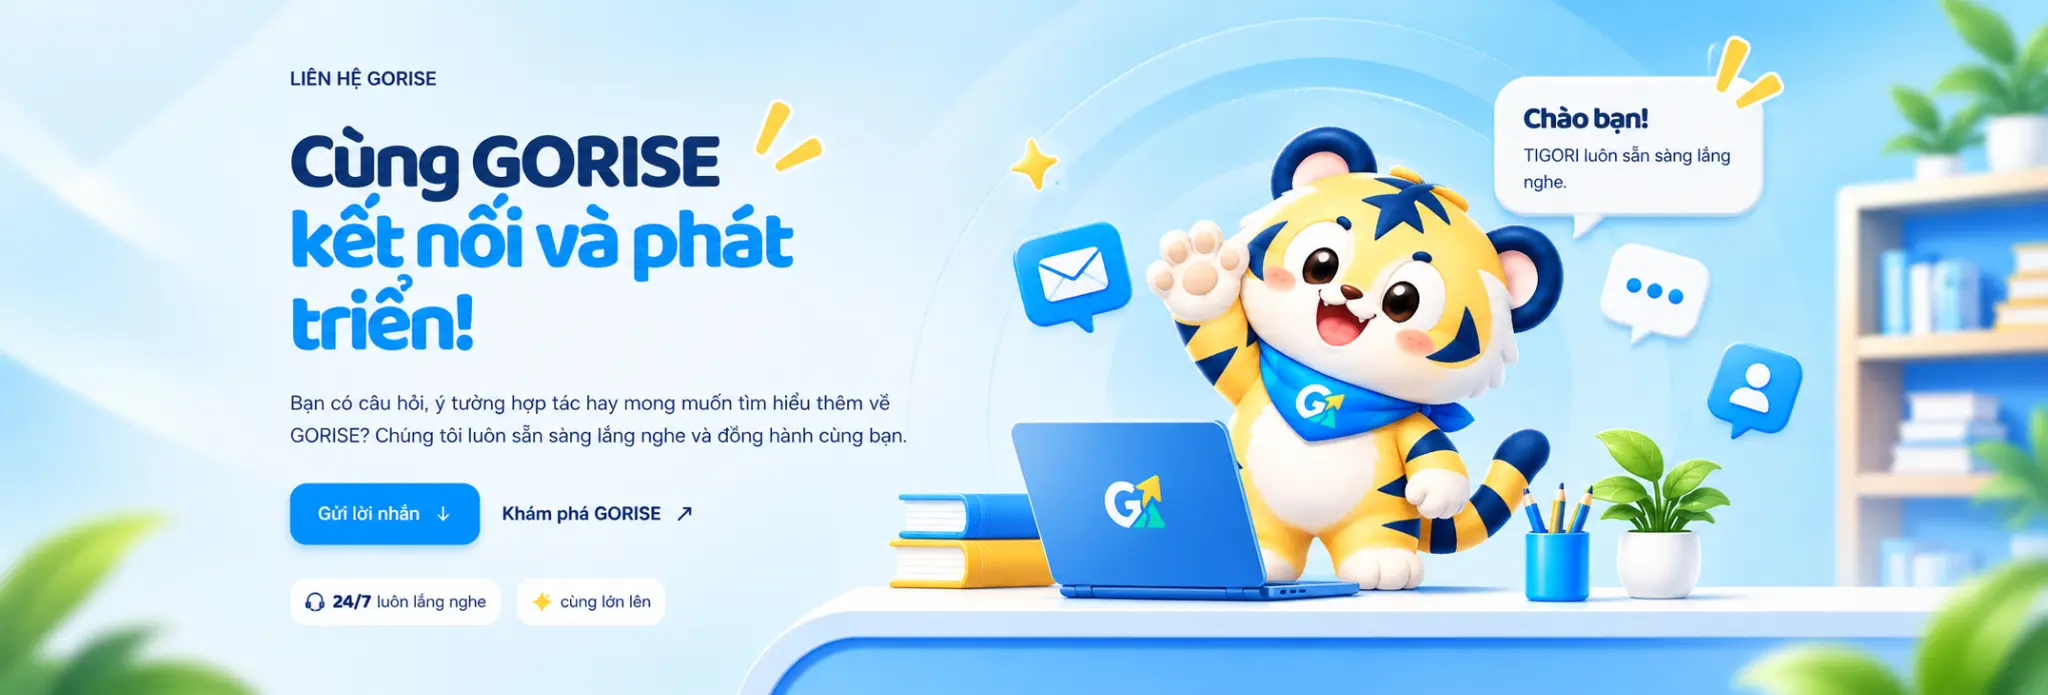 LIÊN HỆ GORISE
Cùng GORISE
kết nối và phát
triển!
Bạn có câu hỏi, ý tưởng hợp tác hay mong muốn tìm hiểu thêm về
GORISE? Chúng tôi luôn sẵn sàng lắng nghe và đồng hành cùng bạn.
Gửi lời nhắn ↓
Khám phá GORISE ↗
24/7 luôn lắng nghe
cùng lớn lên
Chào bạn!
TIGORI luôn sẵn sàng lắng
nghe.
G
G